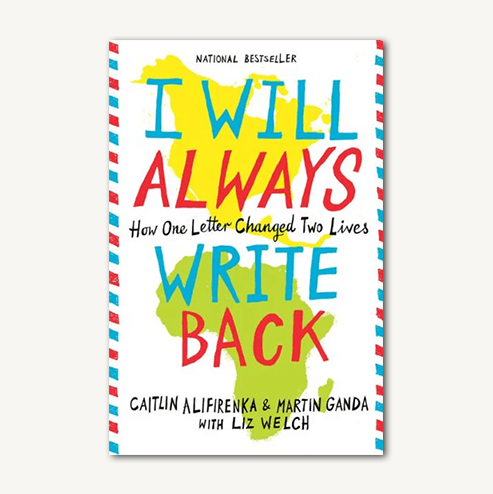 NATIONAL BESTSELLER
I WILL
ALWAYS
How One Letter Changed Two Lives
WRITE
BACK
CAITLIN ALIFIRENKA & MARTIN GANDA
WITH LIZ WELCH